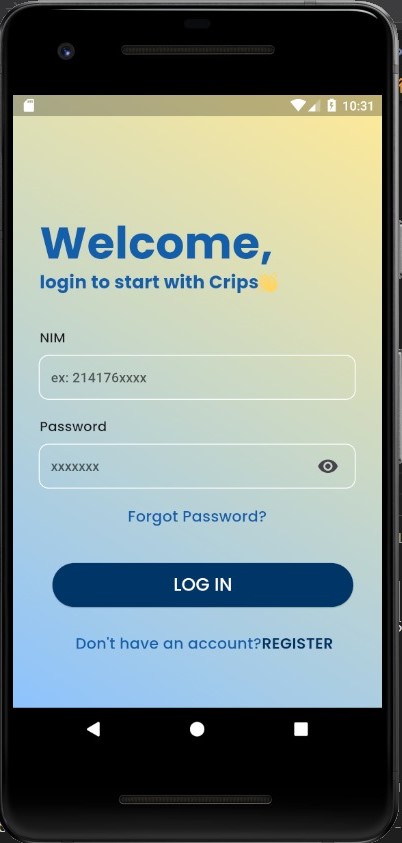 10:31
Welcome,
login to start with Crips👋
NIM
ex: 214176xxxx
Password
xxxxxxx
Forgot Password?
LOG IN
Don't have an account?REGISTER